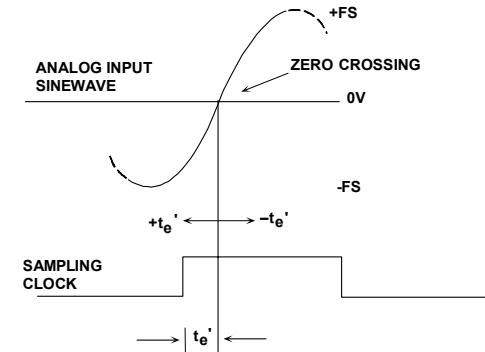 +FS
ANALOG INPUT
SINEWAVE
ZERO CROSSING
0V
-FS
+te'
–te'
SAMPLING
CLOCK
te'